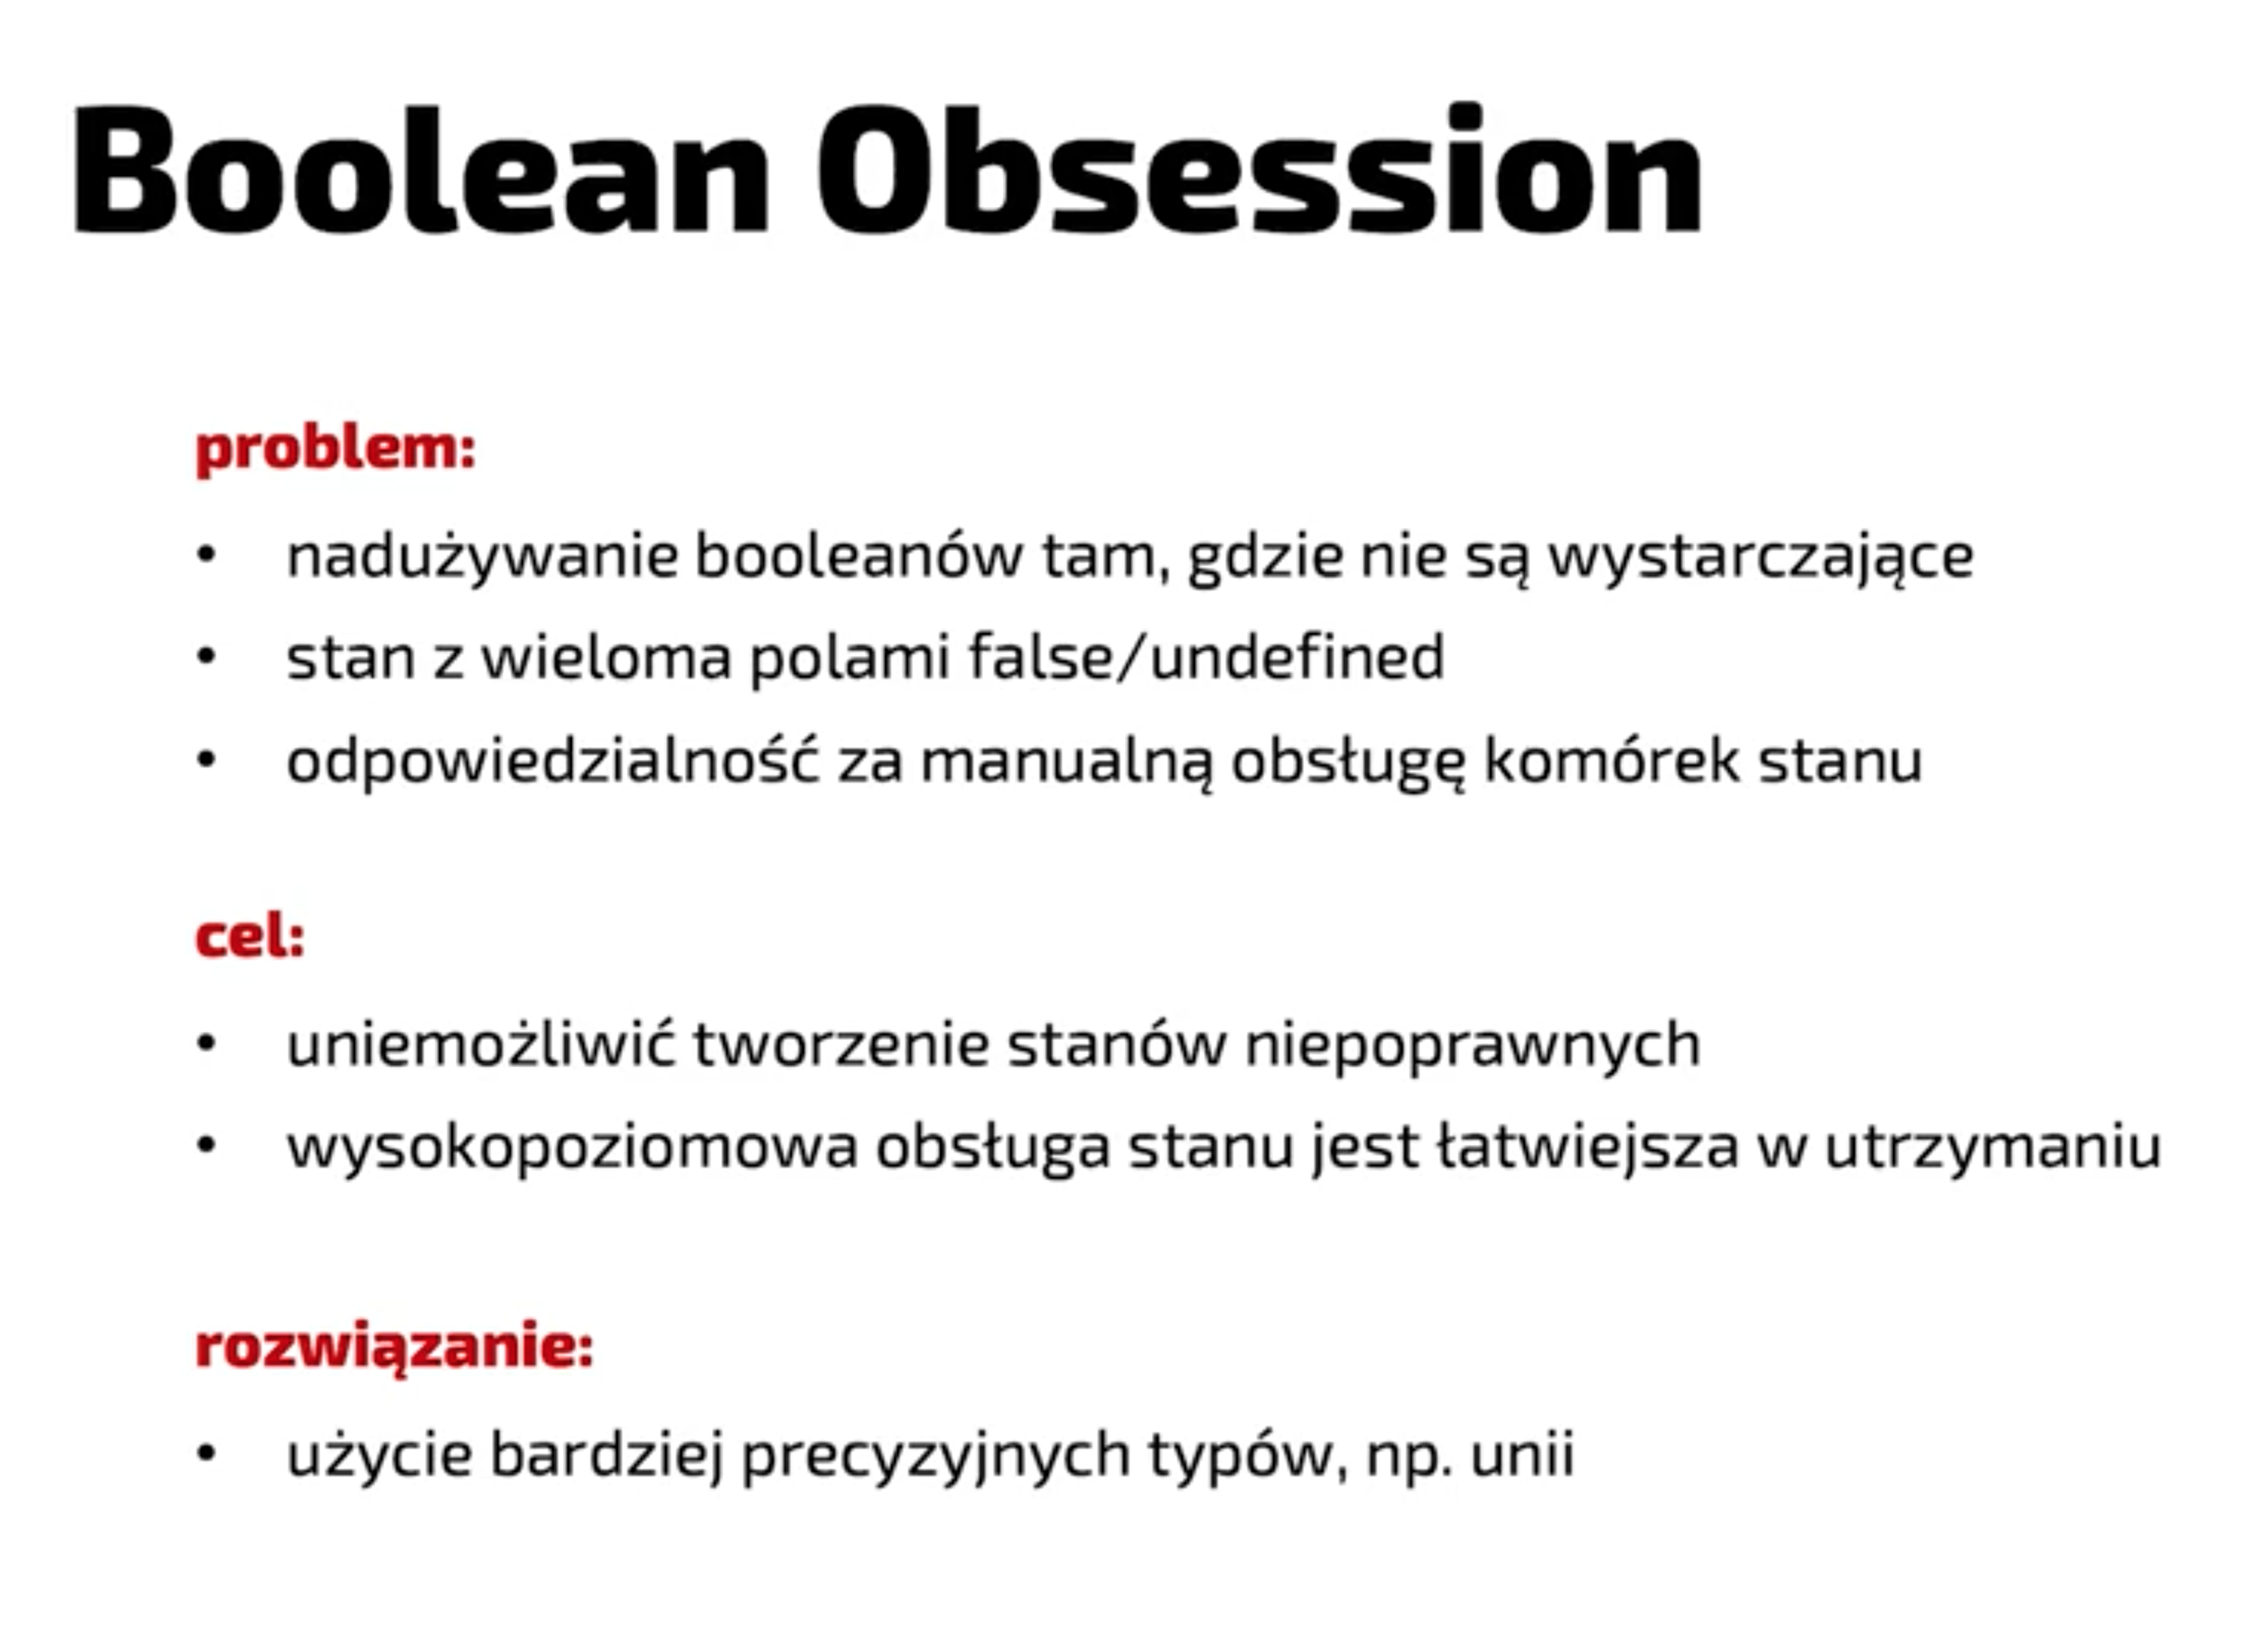 Boolean Obsession
problem:
• nadużywanie booleanów tam, gdzie nie są wystarczające
• stan z wieloma polami false/undefined
• odpowiedzialność za manualną obsługę komórek stanu
cel:
• uniemożliwić tworzenie stanów niepoprawnych
• wysokopoziomowa obsługa stanu jest łatwiejsza w utrzymaniu
rozwiązanie:
• użycie bardziej precyzyjnych typów, np. unii